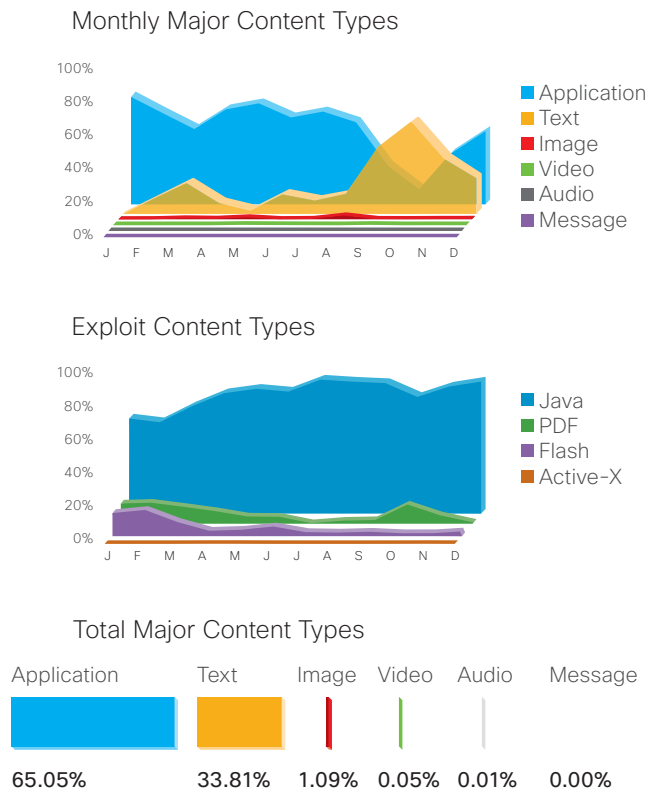 Monthly Major Content Types
100%
80%
60%
40%
20%
0%
J F M A M J J A S O N D
Application
Text
Image
Video
Audio
Message
Exploit Content Types
100%
80%
60%
40%
20%
0%
J F M A M J J A S O N D
Java
PDF
Flash
Active-X
Total Major Content Types
Application Text Image Video Audio Message
65.05% 33.81% 1.09% 0.05% 0.01% 0.00%